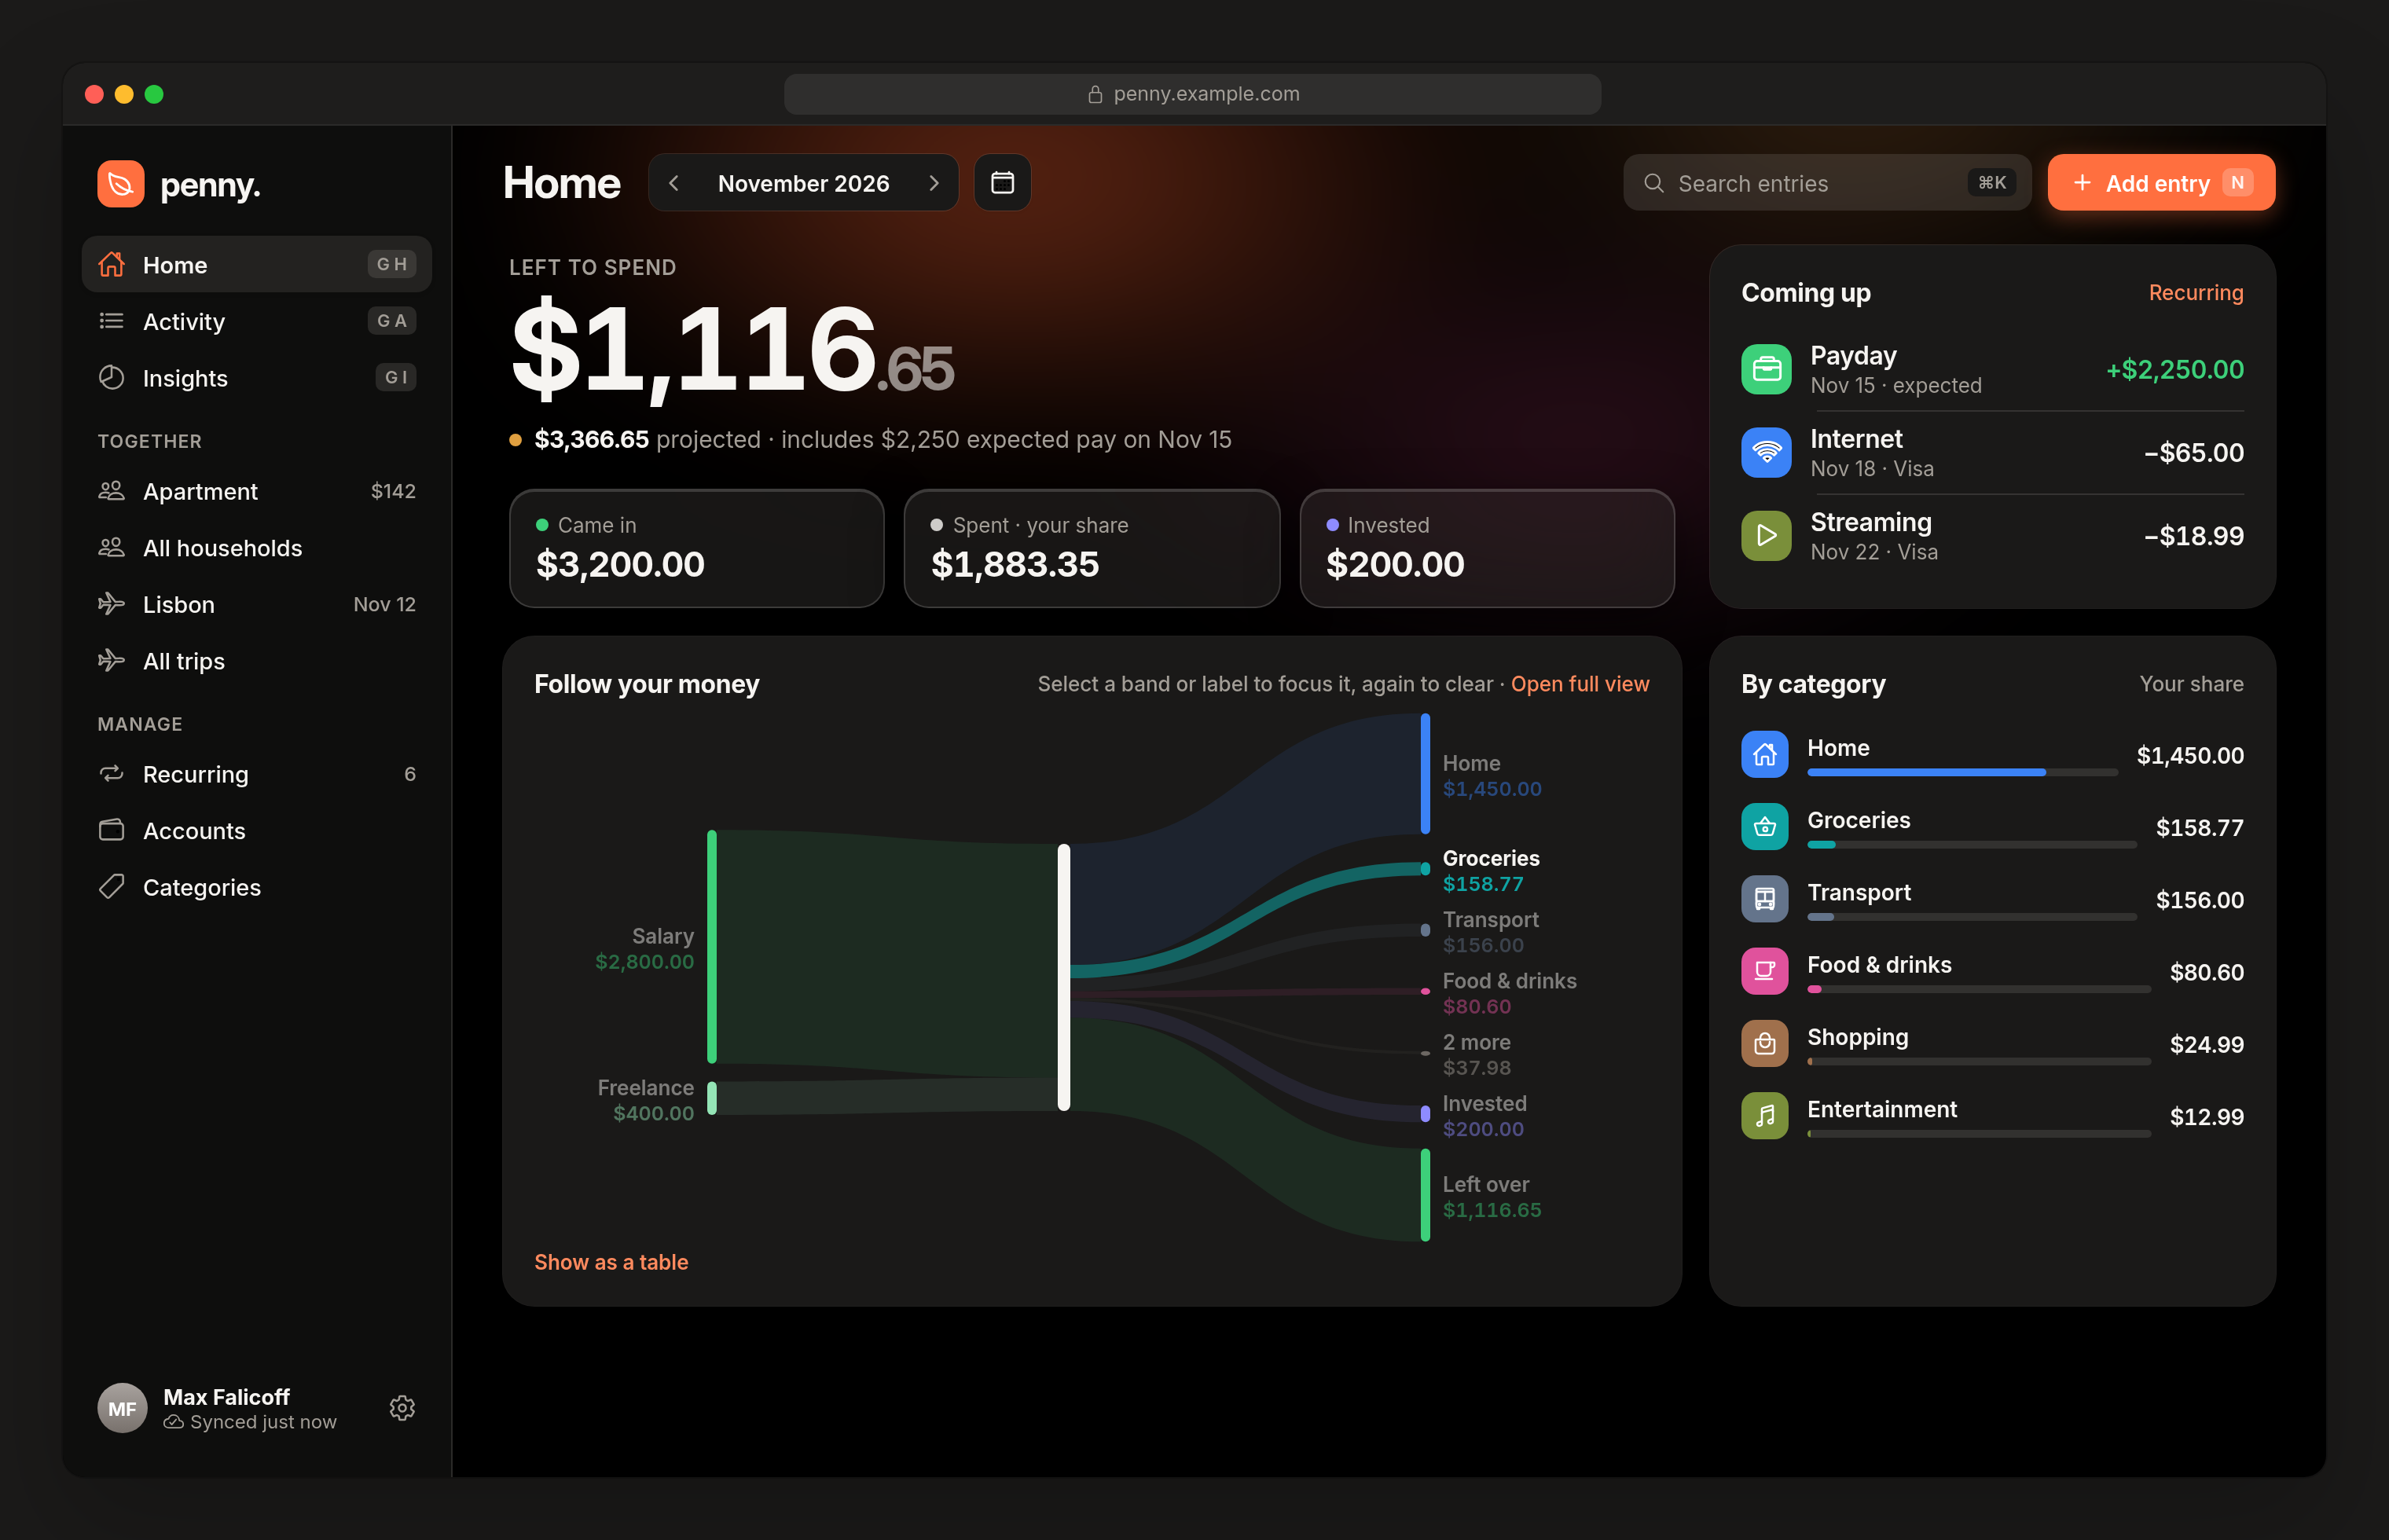 penny.example.com
penny.
Home G H
Activity G A
Insights G I
TOGETHER
Apartment $142
All households
Lisbon Nov 12
All trips
MANAGE
Recurring 6
Accounts
Categories
MF
Max Falicoff
Synced just now
Home
November 2026
Search entries ⌘K
+ Add entry N
LEFT TO SPEND
$1,116.65
$3,366.65 projected · includes $2,250 expected pay on Nov 15
Came in
$3,200.00
Spent · your share
$1,883.35
Invested
$200.00
Coming up
Recurring
Payday
Nov 15 · expected
+$2,250.00
Internet
Nov 18 · Visa
−$65.00
Streaming
Nov 22 · Visa
−$18.99
Follow your money
Select a band or label to focus it, again to clear · Open full view
Salary
$2,800.00
Freelance
$400.00
Home
$1,450.00
Groceries
$158.77
Transport
$156.00
Food & drinks
$80.60
2 more
$37.98
Invested
$200.00
Left over
$1,116.65
Show as a table
By category
Your share
Home
$1,450.00
Groceries
$158.77
Transport
$156.00
Food & drinks
$80.60
Shopping
$24.99
Entertainment
$12.99